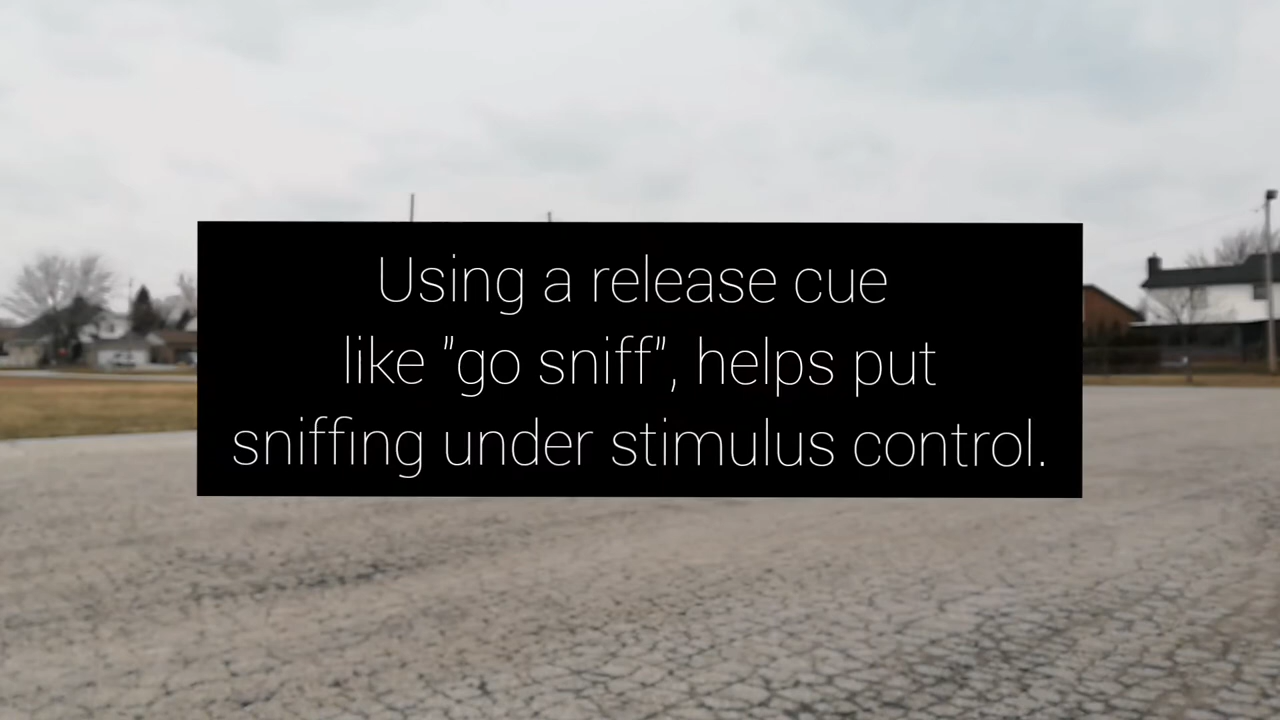 Using a release cue
like "go sniff", helps put
sniffing under stimulus control.